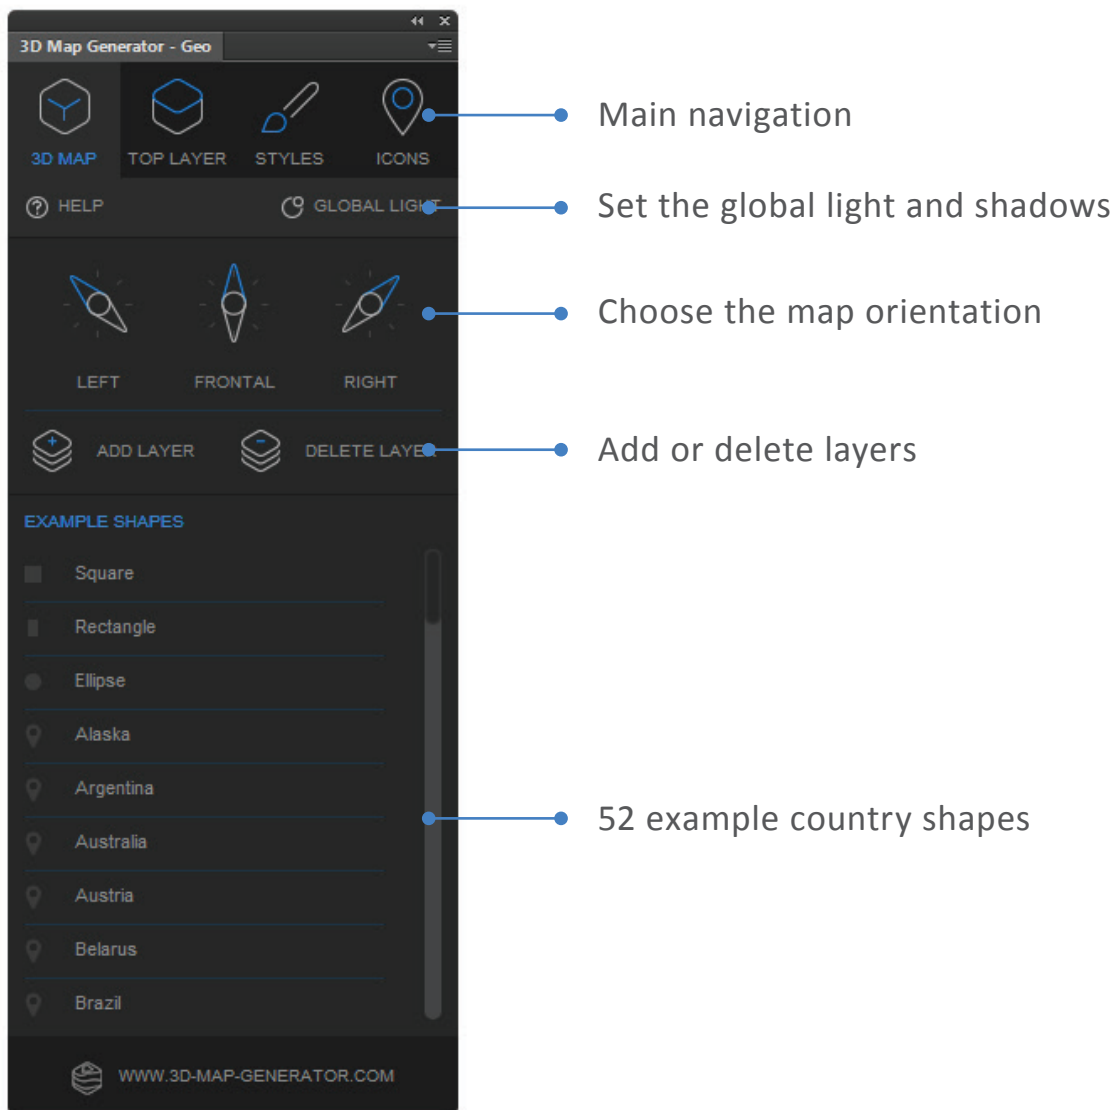 3D Map Generator - Geo
3D MAP TOP LAYER STYLES ICONS
Main navigation
HELP GLOBAL LIGHT
Set the global light and shadows
Choose the map orientation
LEFT FRONTAL RIGHT
ADD LAYER DELETE LAYER
Add or delete layers
EXAMPLE SHAPES
Square
Rectangle
Ellipse
Alaska
Argentina
52 example country shapes
Australia
Austria
Belarus
Brazil
WWW.3D-MAP-GENERATOR.COM